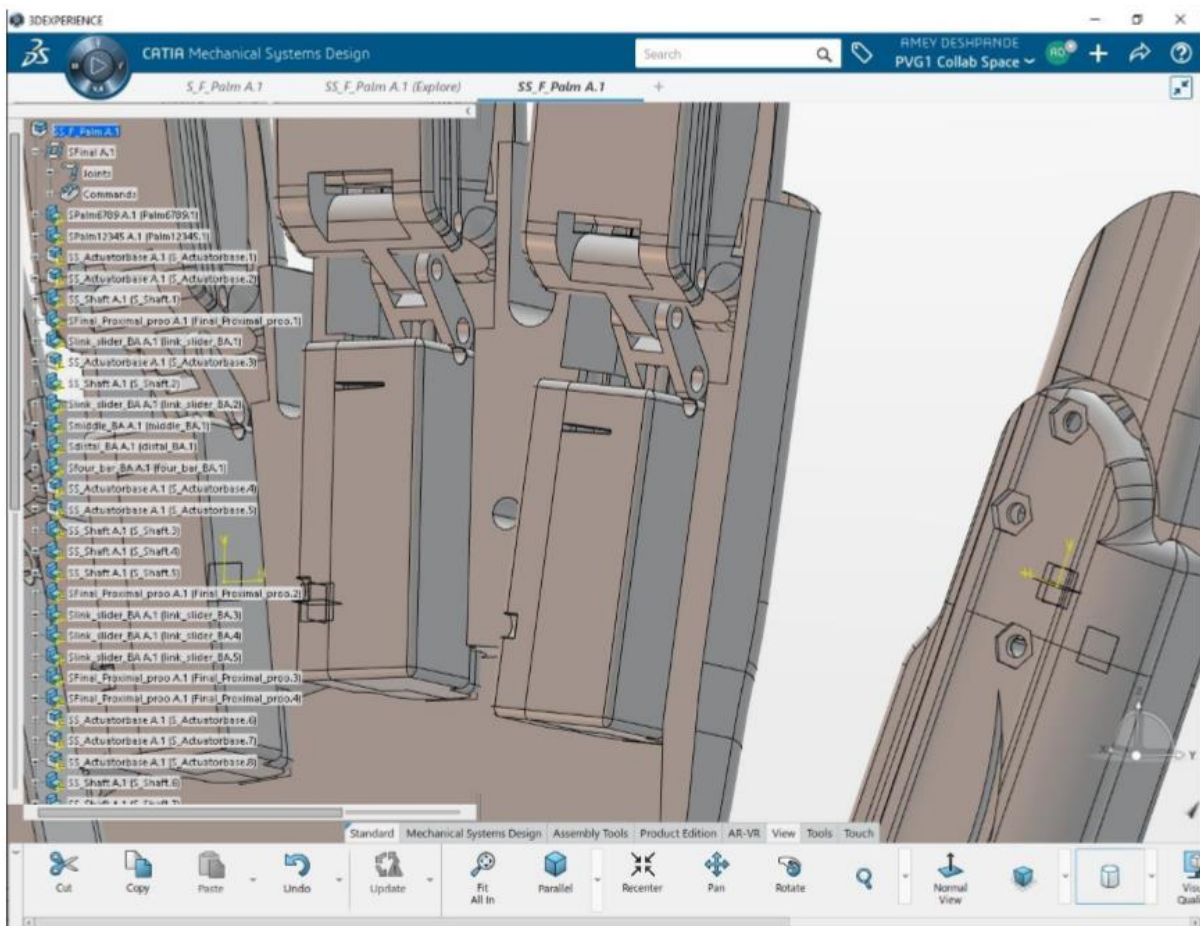 3DEXPERIENCE
CATIA Mechanical Systems Design
Search
AMEY DESHPANDE
PVG1 Collab Space
AD
V.R
S_F_Palm A.1
SS_F_Palm A.1 (Explore)
SS_F_Palm A.1
SS_F_Palm A.1
SFinal A.1
Joints
Commands
SPalm6789 A.1 (Palm6789.1)
SPalm12345 A.1 (Palm12345.1)
SS_Actuatorbase A.1 (S_Actuatorbase.1)
SS_Actuatorbase A.1 (S_Actuatorbase.2)
SS_Shaft A.1 (S_Shaft.1)
SFinal_Proximal_proo A.1 (Final_Proximal_proo.1)
Slink_slider_BA A.1 (link_slider_BA.1)
SS_Actuatorbase A.1 (S_Actuatorbase.3)
SS_Shaft A.1 (S_Shaft.2)
Slink_slider_BA A.1 (link_slider_BA.2)
Smiddle_BA A.1 (middle_BA.1)
Sdistal_BA A.1 (distal_BA.1)
Sfour_bar_BA A.1 (four_bar_BA.1)
SS_Actuatorbase A.1 (S_Actuatorbase.4)
SS_Actuatorbase A.1 (S_Actuatorbase.5)
SS_Shaft A.1 (S_Shaft.3)
SS_Shaft A.1 (S_Shaft.4)
SS_Shaft A.1 (S_Shaft.5)
SFinal_Proximal_proo A.1 (Final_Proximal_proo.2)
Slink_slider_BA A.1 (link_slider_BA.3)
Slink_slider_BA A.1 (link_slider_BA.4)
Slink_slider_BA A.1 (link_slider_BA.5)
SFinal_Proximal_proo A.1 (Final_Proximal_proo.3)
SFinal_Proximal_proo A.1 (Final_Proximal_proo.4)
SS_Actuatorbase A.1 (S_Actuatorbase.6)
SS_Actuatorbase A.1 (S_Actuatorbase.7)
SS_Actuatorbase A.1 (S_Actuatorbase.8)
SS_Shaft A.1 (S_Shaft.6)
SS_Shaft A.1 (S_Shaft.7)
Z
X
Y
Standard Mechanical Systems Design Assembly Tools Product Edition AR-VR View Tools Touch
Cut Copy Paste Undo Update Fit All In Parallel Recenter Pan Rotate Normal View